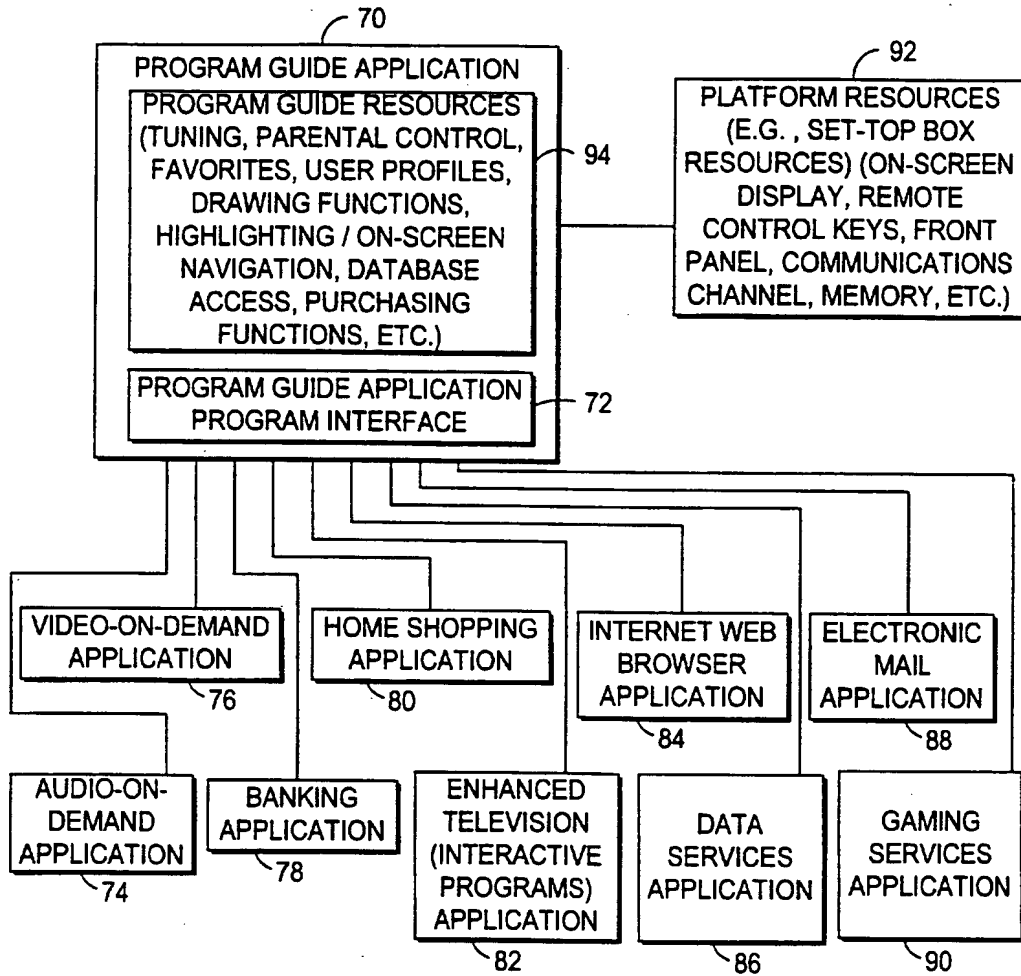 70
PROGRAM GUIDE APPLICATION
PROGRAM GUIDE RESOURCES
(TUNING, PARENTAL CONTROL,
FAVORITES, USER PROFILES,
DRAWING FUNCTIONS,
HIGHLIGHTING / ON-SCREEN
NAVIGATION, DATABASE
ACCESS, PURCHASING
FUNCTIONS, ETC.)
94
PROGRAM GUIDE APPLICATION
PROGRAM INTERFACE
72
92
PLATFORM RESOURCES
(E.G. , SET-TOP BOX
RESOURCES) (ON-SCREEN
DISPLAY, REMOTE
CONTROL KEYS, FRONT
PANEL, COMMUNICATIONS
CHANNEL, MEMORY, ETC.)
VIDEO-ON-DEMAND
APPLICATION
76
HOME SHOPPING
APPLICATION
80
INTERNET WEB
BROWSER
APPLICATION
84
ELECTRONIC
MAIL
APPLICATION
88
AUDIO-ON-
DEMAND
APPLICATION
74
BANKING
APPLICATION
78
ENHANCED
TELEVISION
(INTERACTIVE
PROGRAMS)
APPLICATION
82
DATA
SERVICES
APPLICATION
86
GAMING
SERVICES
APPLICATION
90